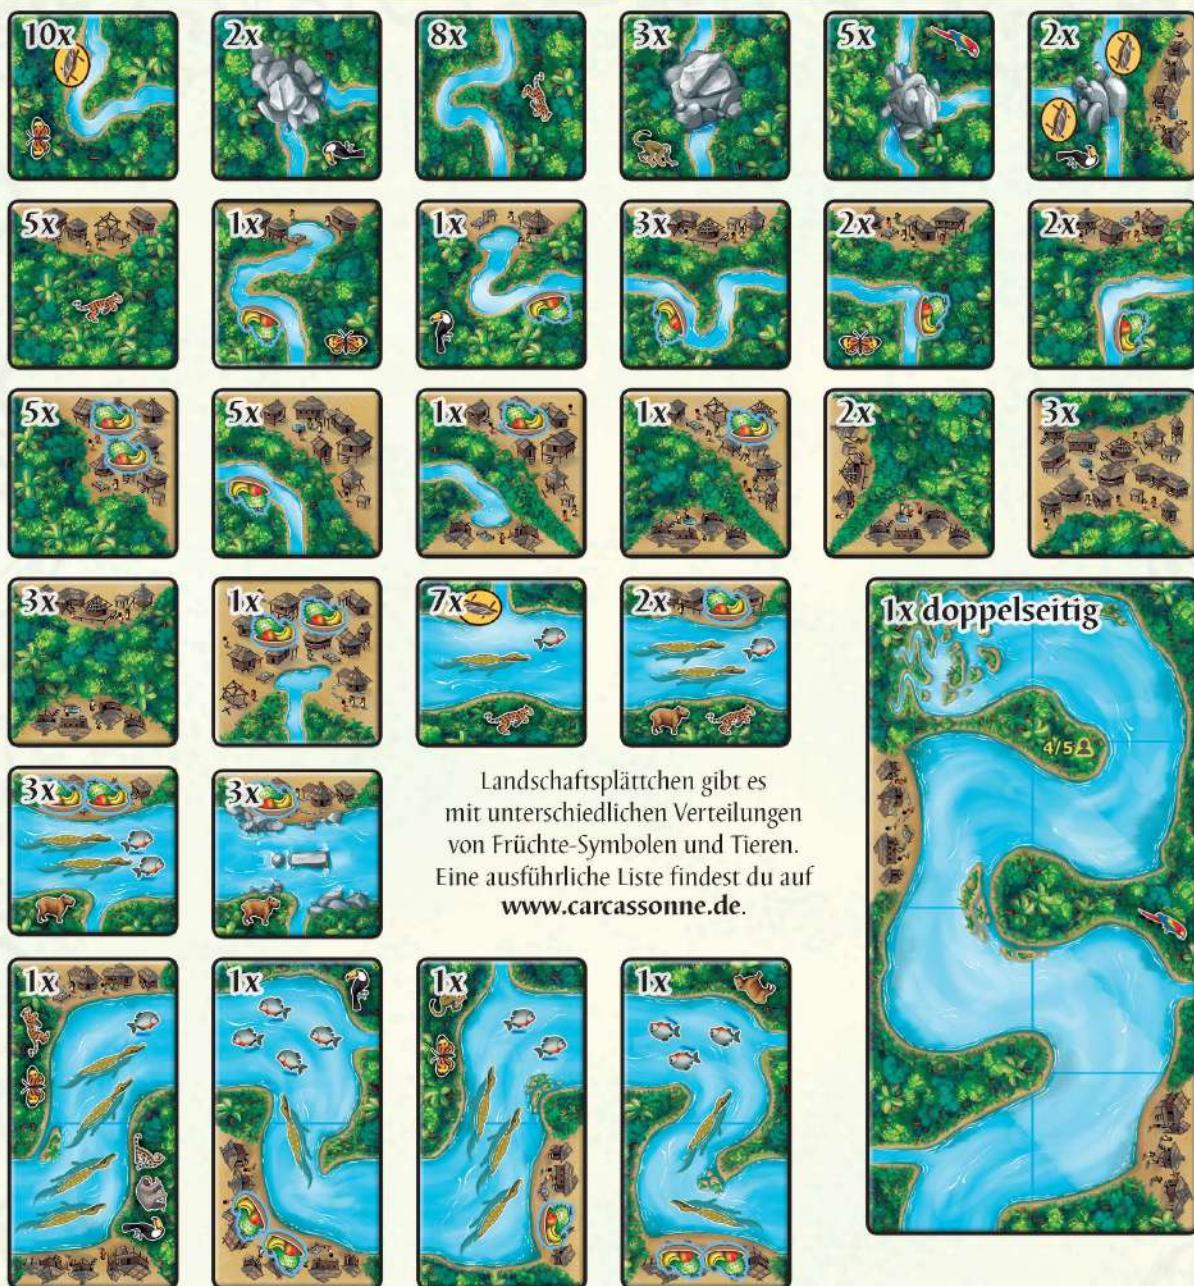 10x
2x
8x
3x
5x
2x
5x
1x
1x
3x
2x
2x
5x
5x
1x
1x
2x
3x
3x
1x
7x
2x
1x doppelseitig
4/5
3x
3x
Landschaftsplättchen gibt es
mit unterschiedlichen Verteilungen
von Früchte-Symbolen und Tieren.
Eine ausführliche Liste findest du auf
www.carcassonne.de.
1x
1x
1x
1x